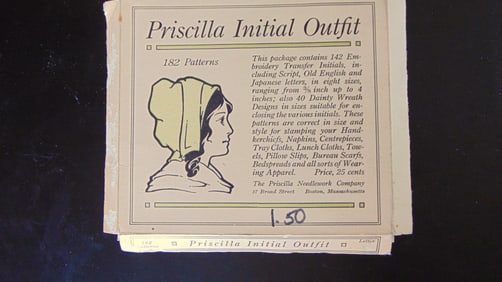 Priscilla Initial Outfit
182 Patterns
This package contains 142 Em-
broidery Transfer Initials, in-
cluding Script, Old English and
Japanese letters, in eight sizes,
ranging from ⅝ inch up to 4
inches; also 40 Dainty Wreath
Designs in sizes suitable for en-
closing the various initials. These
patterns are correct in size and
style for stamping your Hand-
kerchiefs, Napkins, Centrepieces,
Tray Cloths, Lunch Cloths, Tow-
els, Pillow Slips, Bureau Scarfs,
Bedspreads and all sorts of Wear-
ing Apparel. Price, 25 cents
The Priscilla Needlework Company
Broad Street Boston, Massachusetts
1.50
Priscilla Initial Outfit